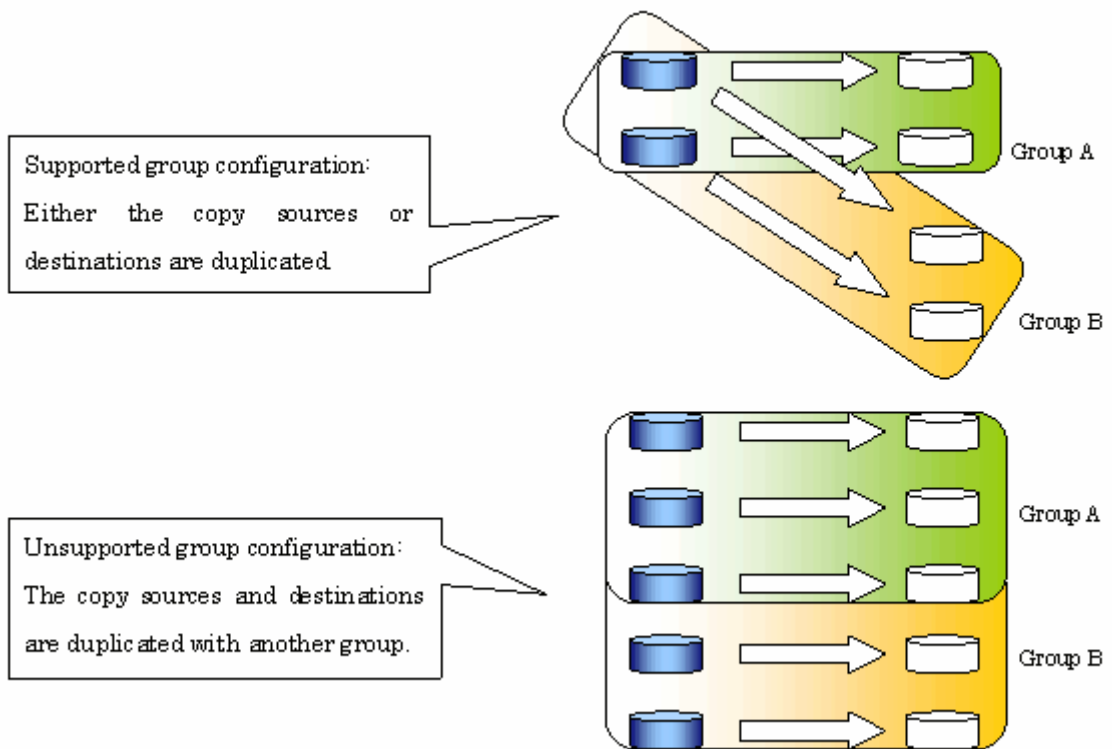 Group A
Supported group configuration:
Either the copy sources or
destinations are duplicated.
Group B
Group A
Unsupported group configuration:
The copy sources and destinations
are duplicated with another group.
Group B